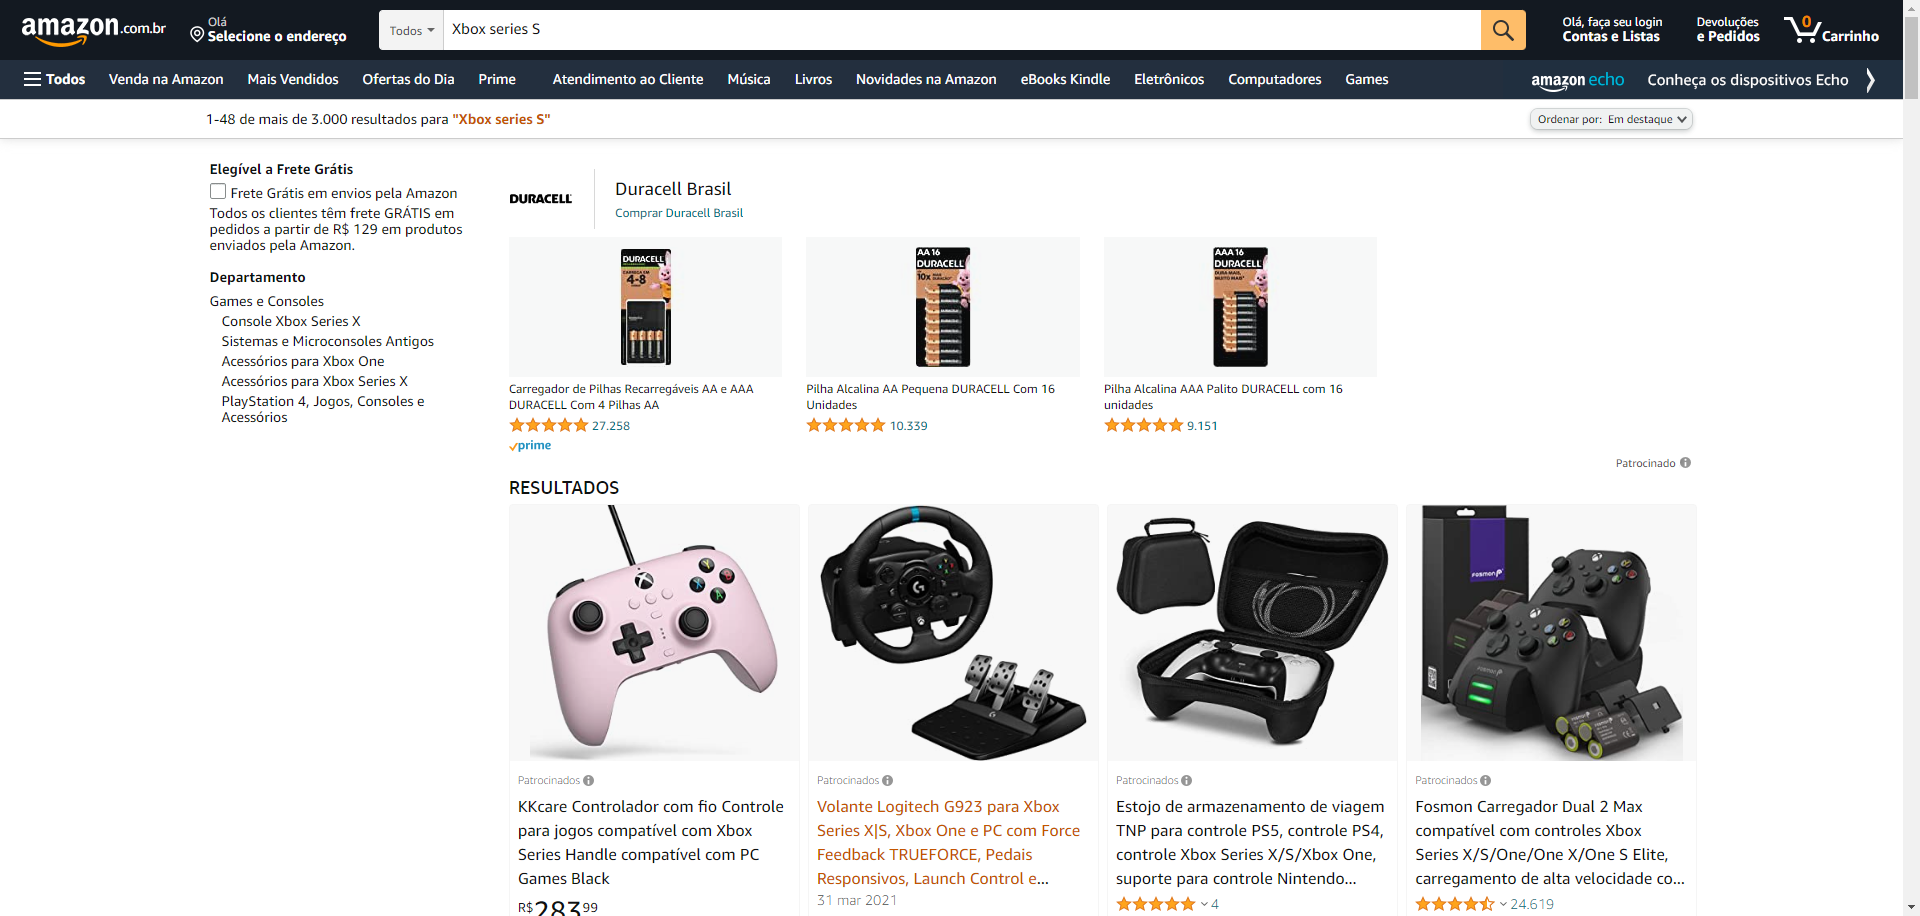 amazon.com.br
Olá
Selecione o endereço
Todos
Xbox series S
Olá, faça seu login
Contas e Listas
Devoluções
e Pedidos
0
Carrinho
Todos
Venda na Amazon
Mais Vendidos
Ofertas do Dia
Prime
Atendimento ao Cliente
Música
Livros
Novidades na Amazon
eBooks Kindle
Eletrônicos
Computadores
Games
amazon echo
Conheça os dispositivos Echo
1-48 de mais de 3.000 resultados para "Xbox series S"
Ordenar por: Em destaque
Elegível a Frete Grátis
Frete Grátis em envios pela Amazon
Todos os clientes têm frete GRÁTIS em
pedidos a partir de R$ 129 em produtos
enviados pela Amazon.
Departamento
Games e Consoles
Console Xbox Series X
Sistemas e Microconsoles Antigos
Acessórios para Xbox One
Acessórios para Xbox Series X
PlayStation 4, Jogos, Consoles e
Acessórios
DURACELL
Duracell Brasil
Comprar Duracell Brasil
DURACELL
4-8
AA 16
DURACELL
10x
AAA 16
DURACELL
Carregador de Pilhas Recarregáveis AA e AAA
DURACELL Com 4 Pilhas AA
27.258
prime
Pilha Alcalina AA Pequena DURACELL Com 16
Unidades
10.339
Pilha Alcalina AAA Palito DURACELL com 16
unidades
9.151
Patrocinado
RESULTADOS
Y
X
B
A
FOSMON
Patrocinados
KKcare Controlador com fio Controle
para jogos compatível com Xbox
Series Handle compatível com PC
Games Black
R$28399
Patrocinados
Volante Logitech G923 para Xbox
Series X|S, Xbox One e PC com Force
Feedback TRUEFORCE, Pedais
Responsivos, Launch Control e...
31 mar 2021
Patrocinados
Estojo de armazenamento de viagem
TNP para controle PS5, controle PS4,
controle Xbox Series X/S/Xbox One,
suporte para controle Nintendo...
4
Patrocinados
Fosmon Carregador Dual 2 Max
compatível com controles Xbox
Series X/S/One/One X/One S Elite,
carregamento de alta velocidade co...
24.619